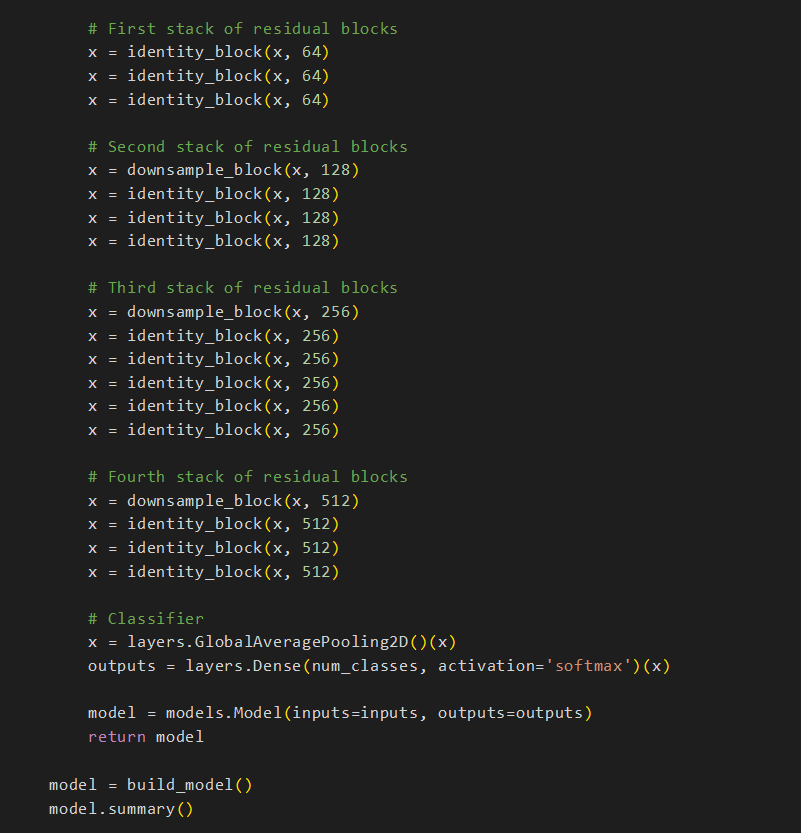 # First stack of residual blocks
x = identity_block(x, 64)
x = identity_block(x, 64)
x = identity_block(x, 64)
# Second stack of residual blocks
x = downsample_block(x, 128)
x = identity_block(x, 128)
x = identity_block(x, 128)
x = identity_block(x, 128)
# Third stack of residual blocks
x = downsample_block(x, 256)
x = identity_block(x, 256)
x = identity_block(x, 256)
x = identity_block(x, 256)
x = identity_block(x, 256)
x = identity_block(x, 256)
# Fourth stack of residual blocks
x = downsample_block(x, 512)
x = identity_block(x, 512)
x = identity_block(x, 512)
x = identity_block(x, 512)
# Classifier
x = layers.GlobalAveragePooling2D()(x)
outputs = layers.Dense(num_classes, activation='softmax')(x)
model = models.Model(inputs=inputs, outputs=outputs)
return model
model = build_model()
model.summary()